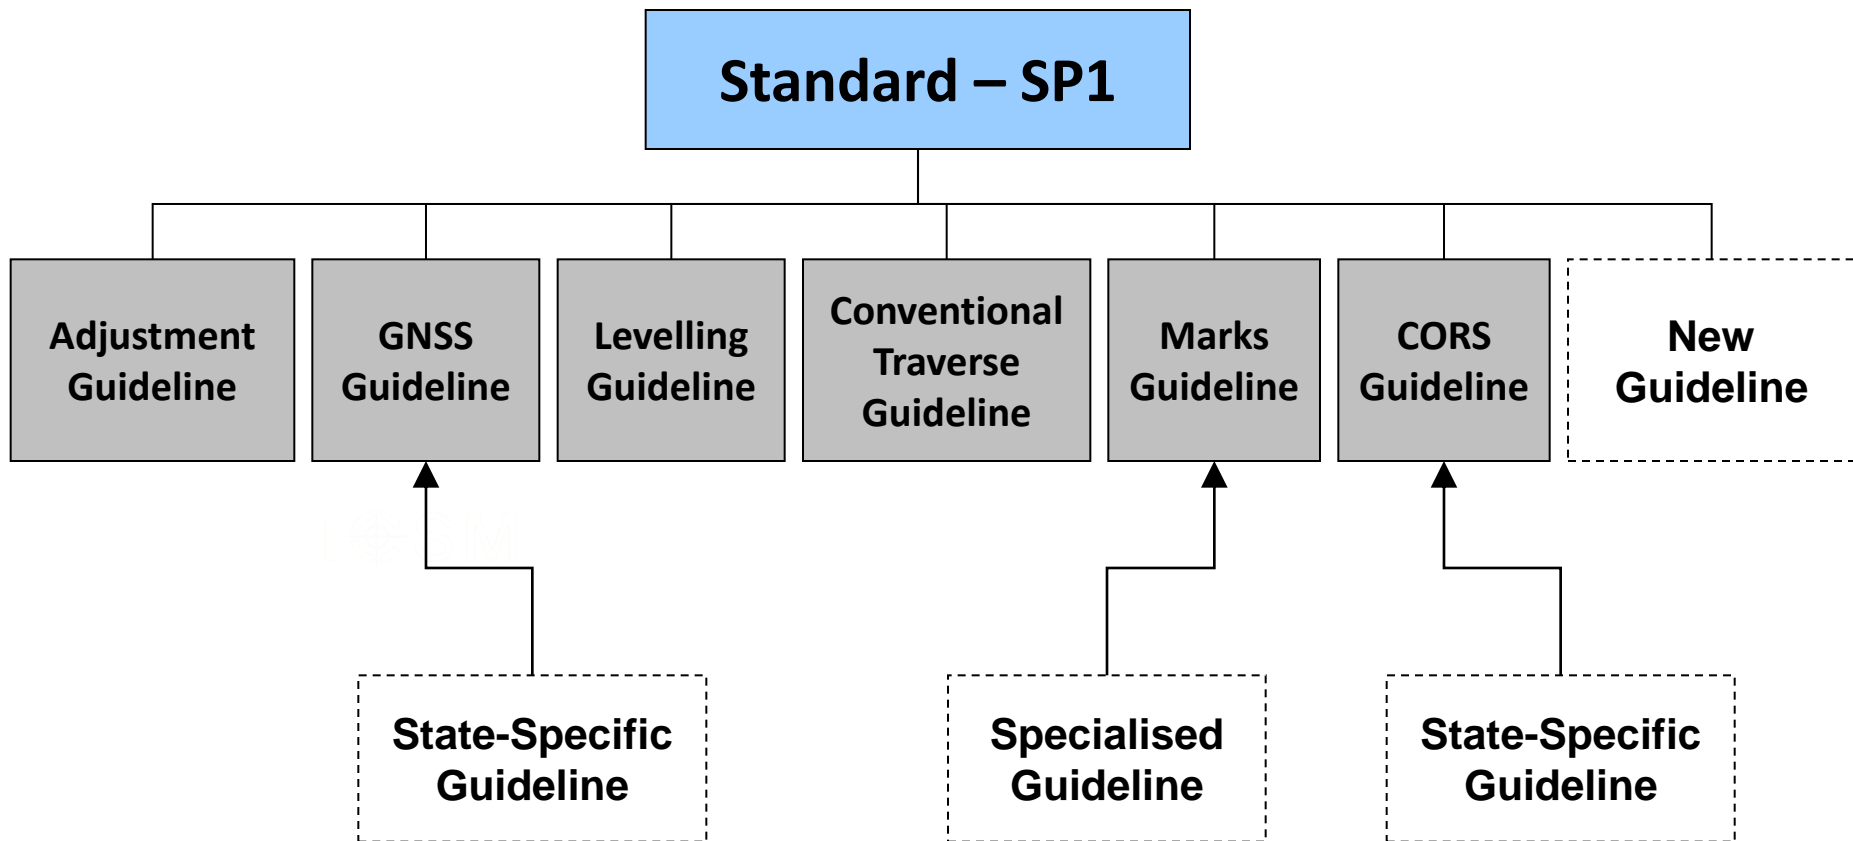 Standard – SP1
Adjustment
Guideline
GNSS
Guideline
Levelling
Guideline
Conventional
Traverse
Guideline
Marks
Guideline
CORS
Guideline
New
Guideline
State-Specific
Guideline
Specialised
Guideline
State-Specific
Guideline